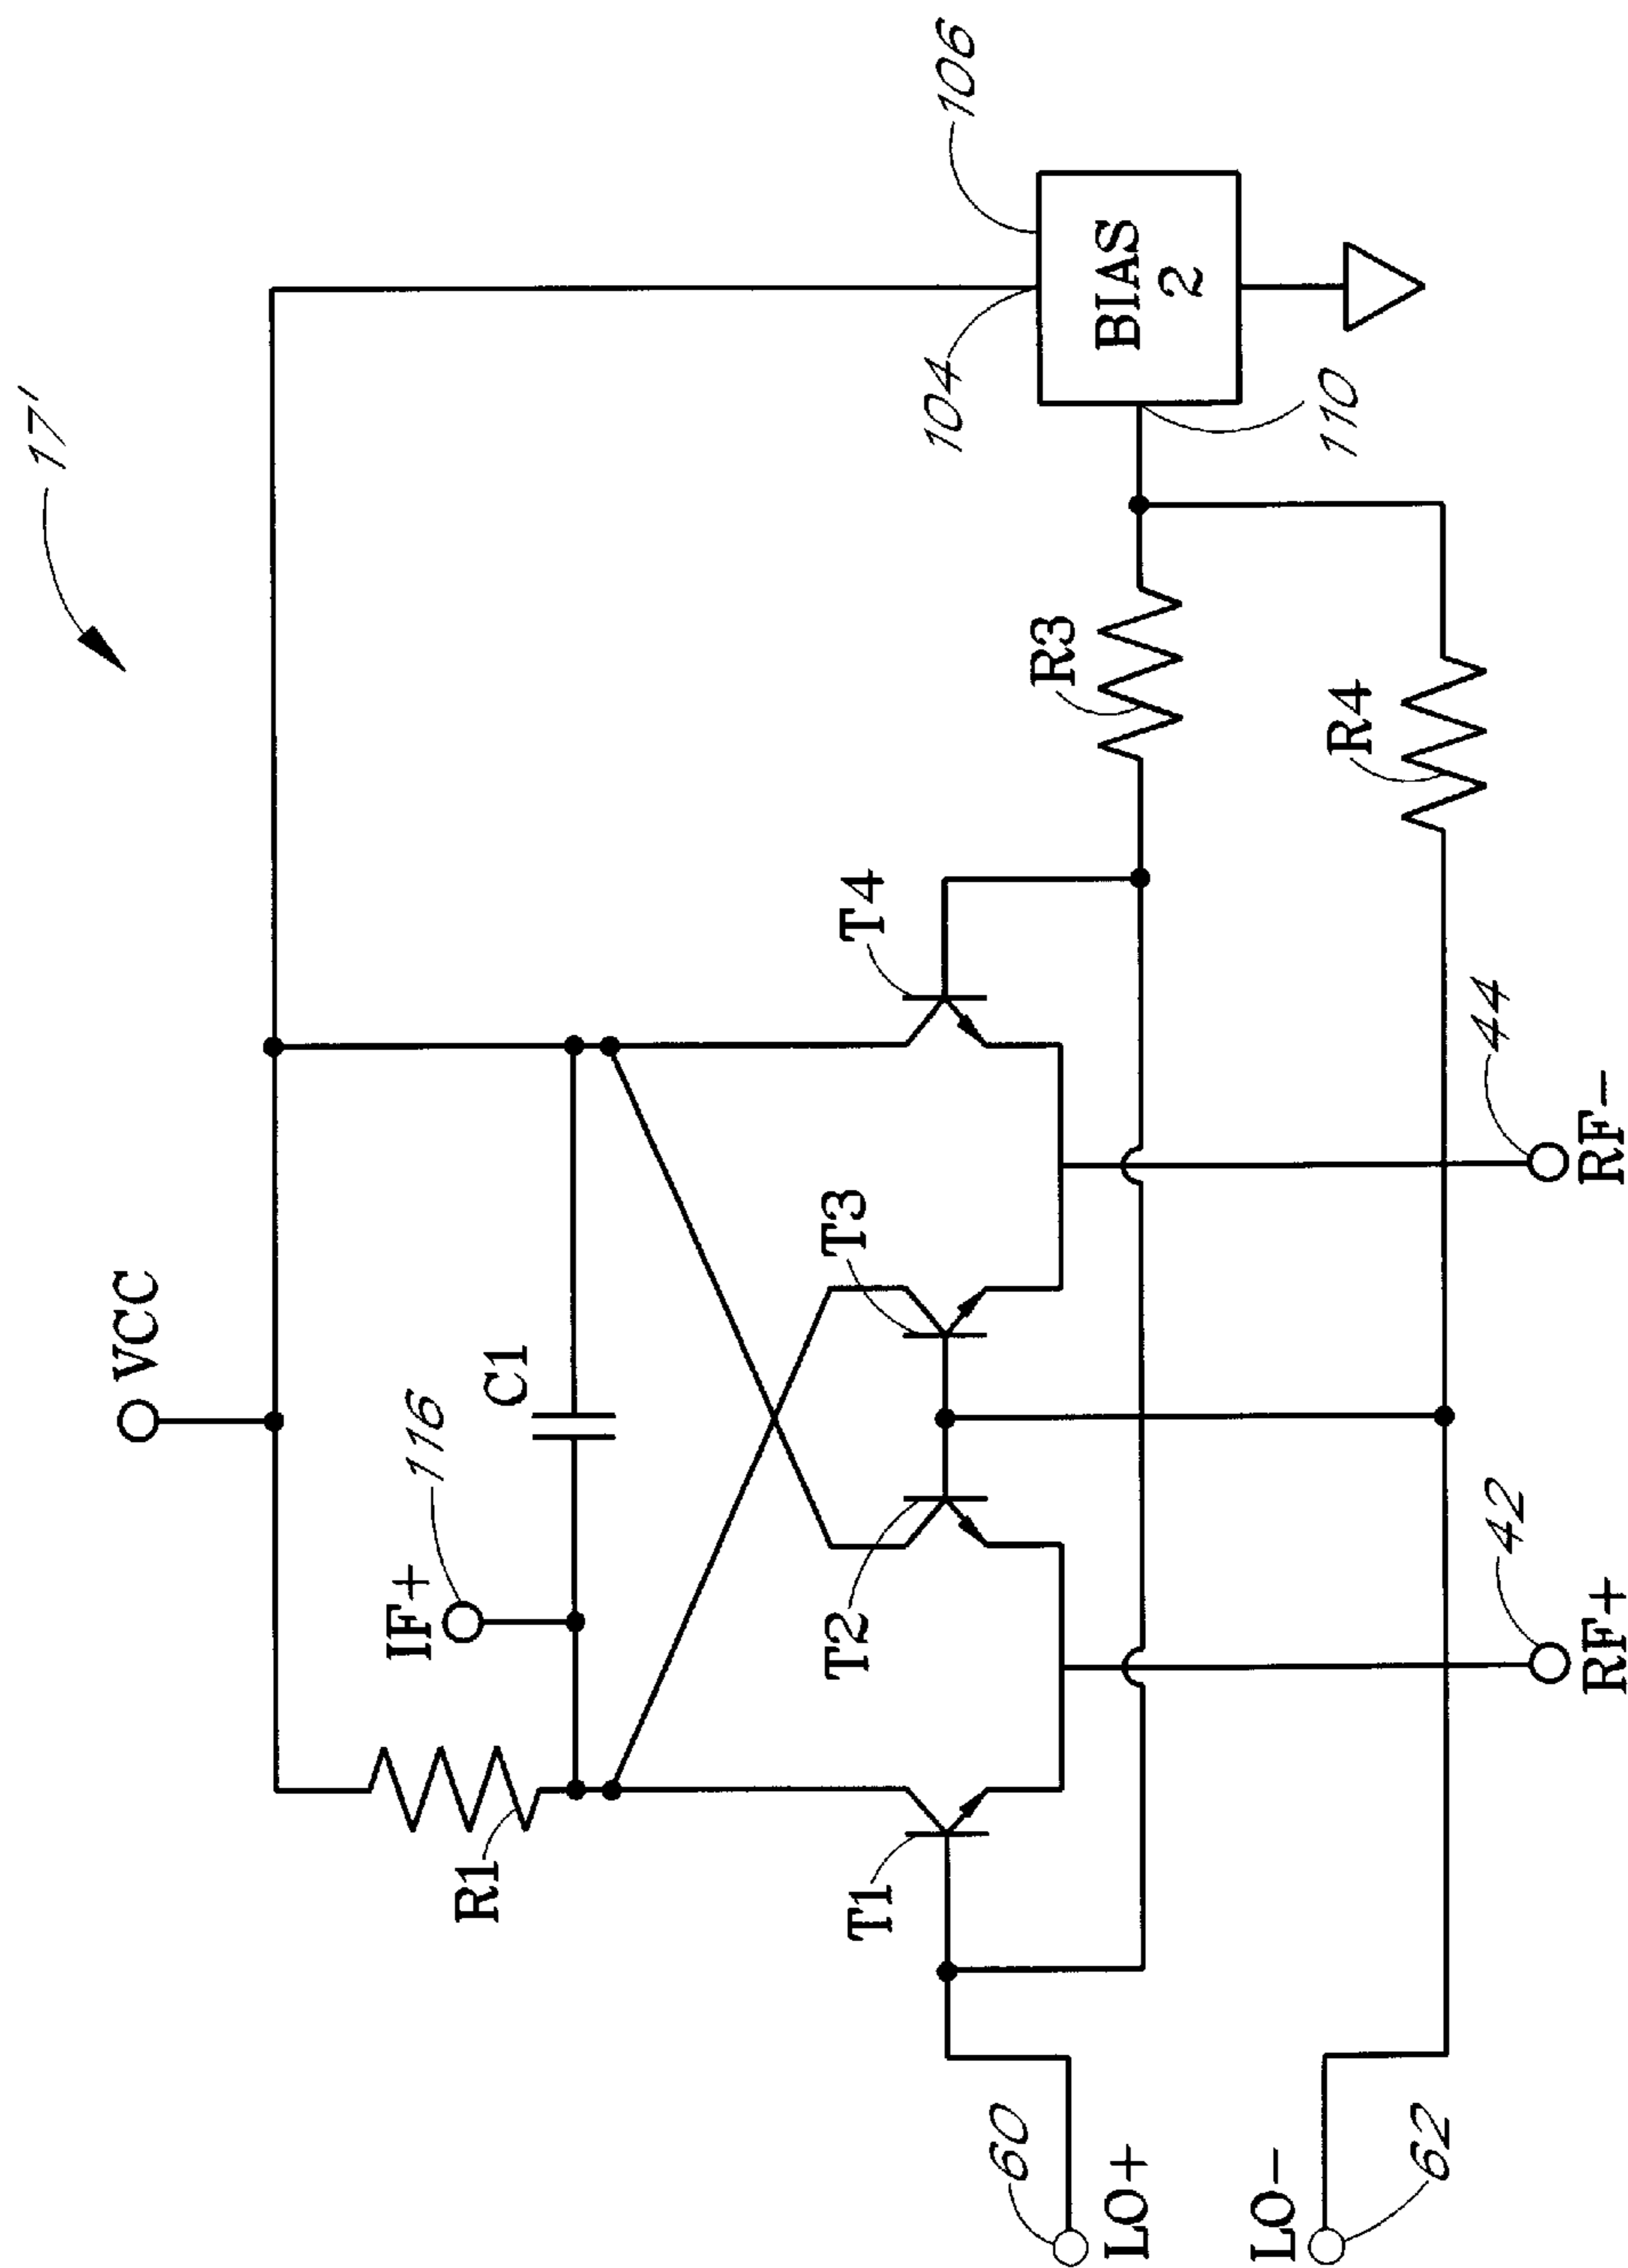 17'
VCC
IF+
116
C1
R1
T1
T2
T3
T4
104
106
BIAS
2
110
R3
R4
60
LO+
LO-
62
42
RF+
44
RF-